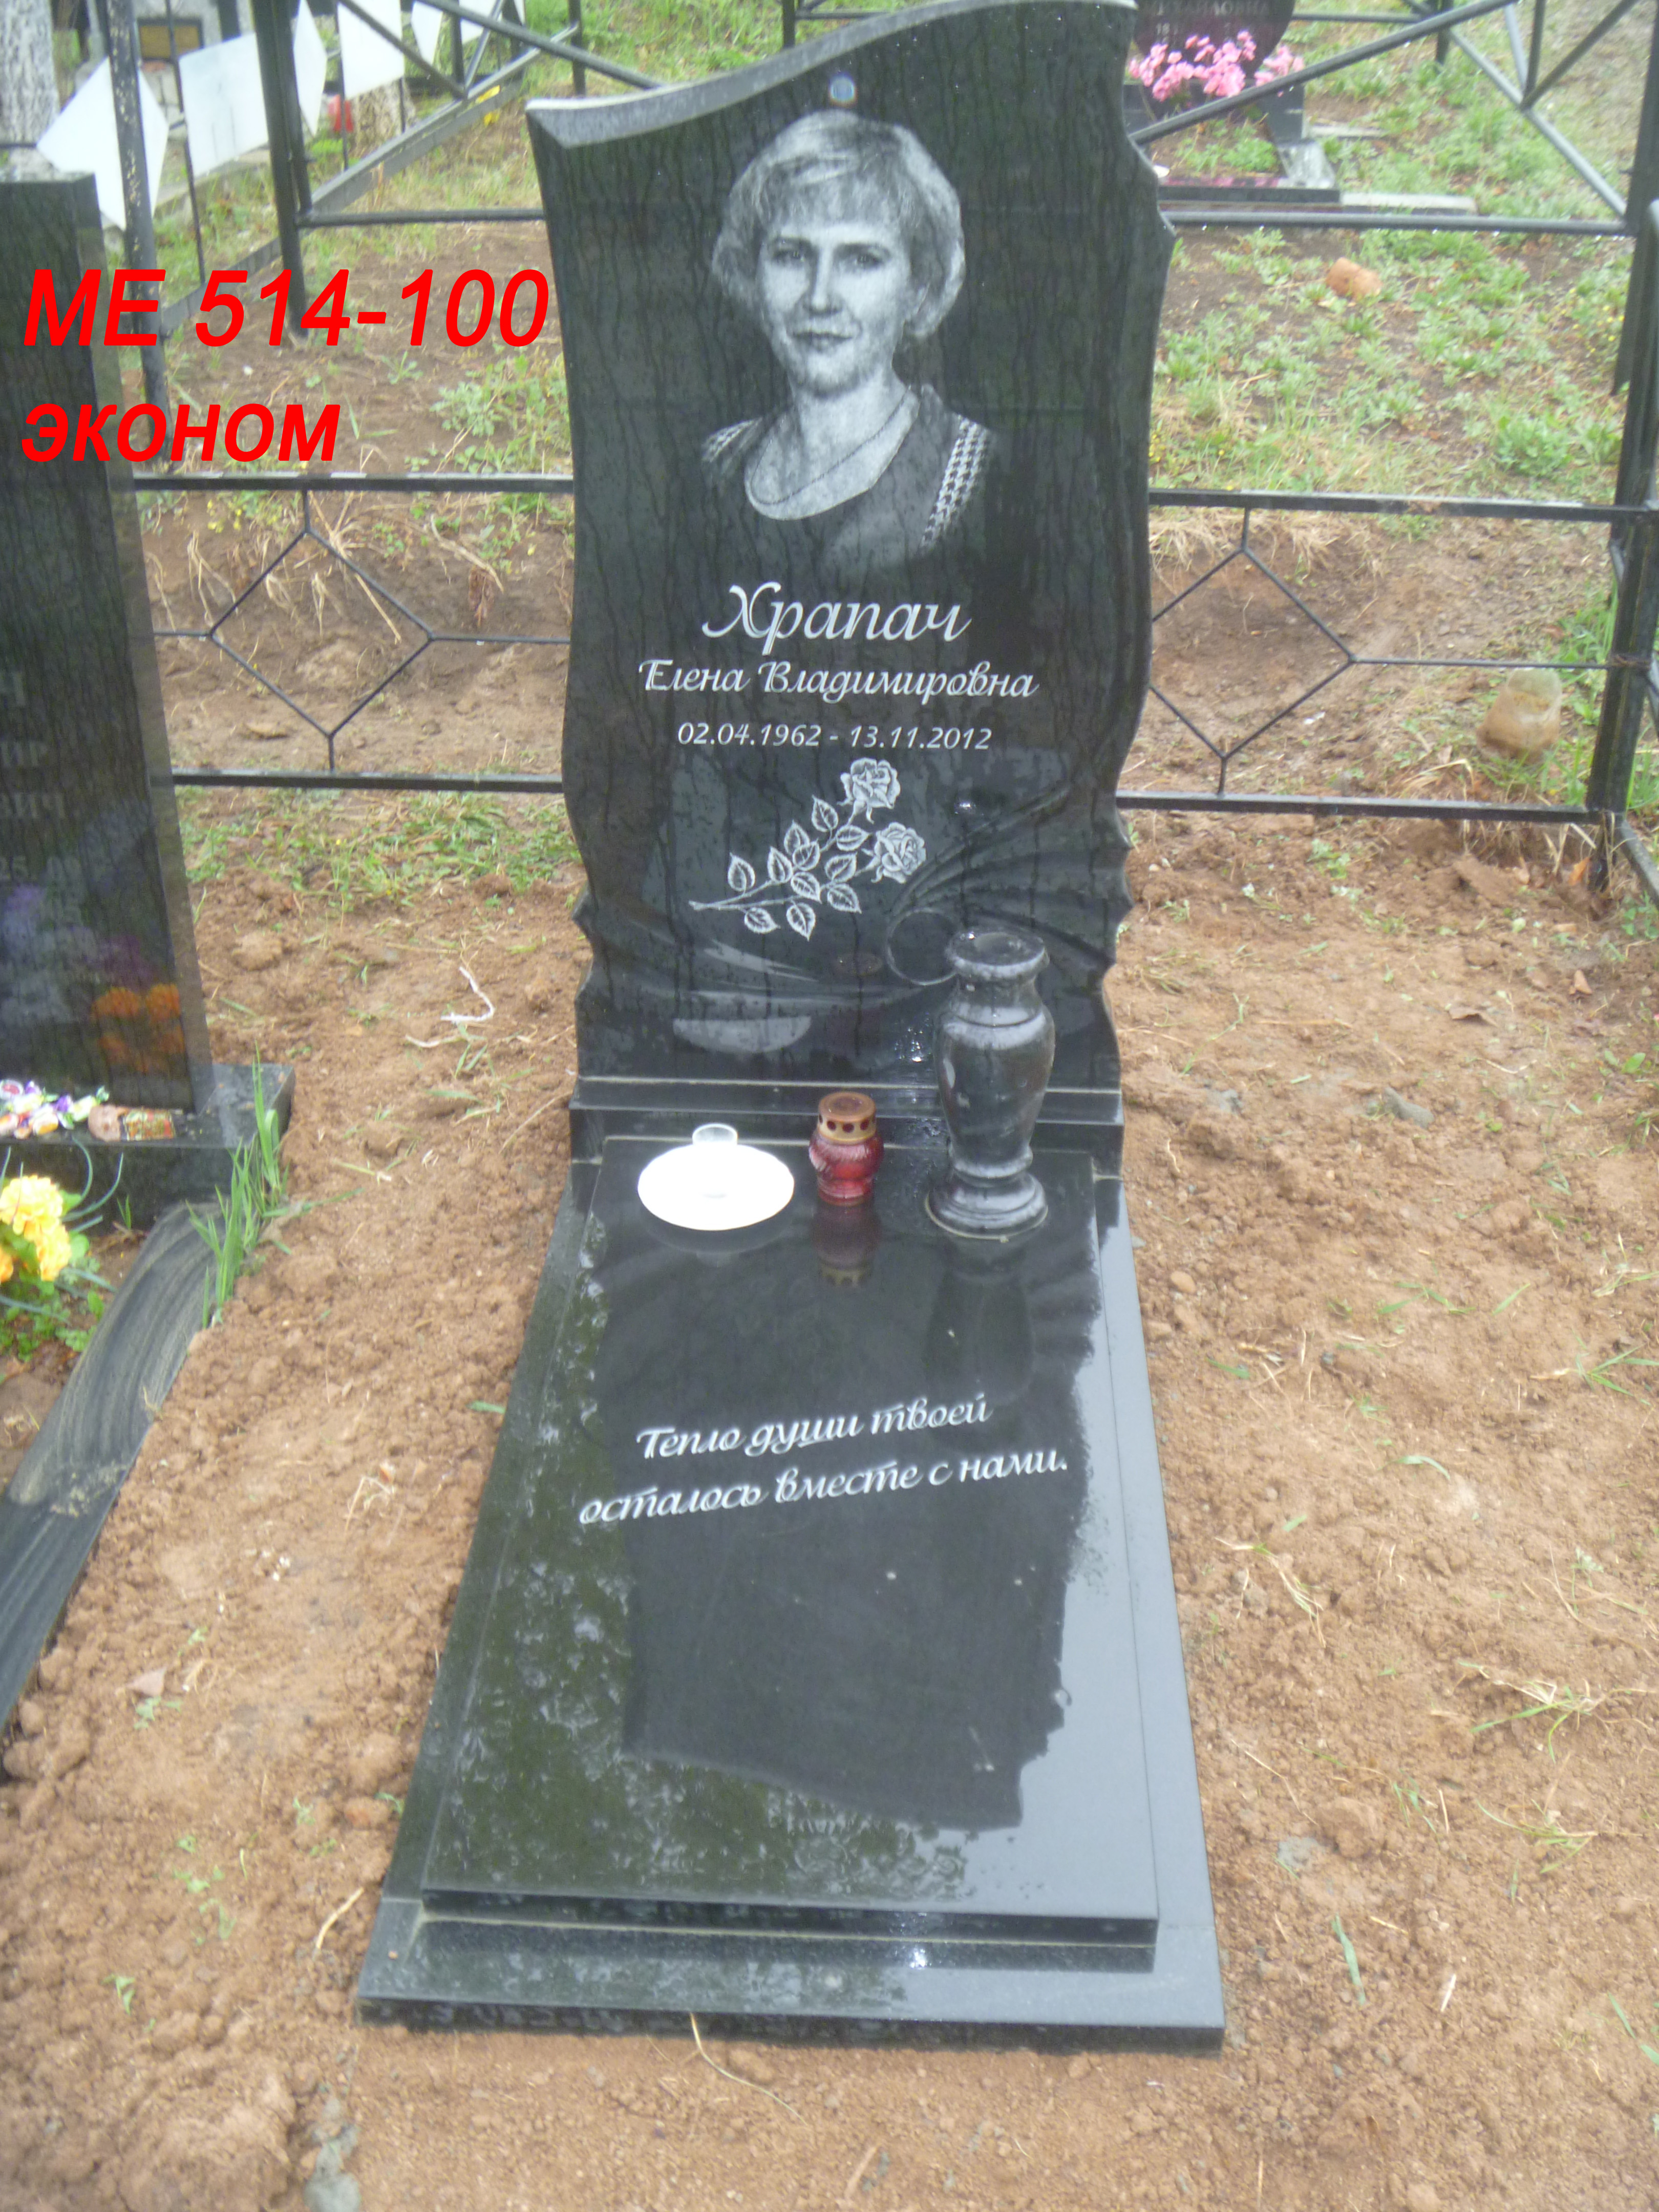 МЕ 514-100
эконом
Храпач
Елена Владимировна
02.04.1962 - 13.11.2012
Тепло души твоей
осталось вместе с нами.